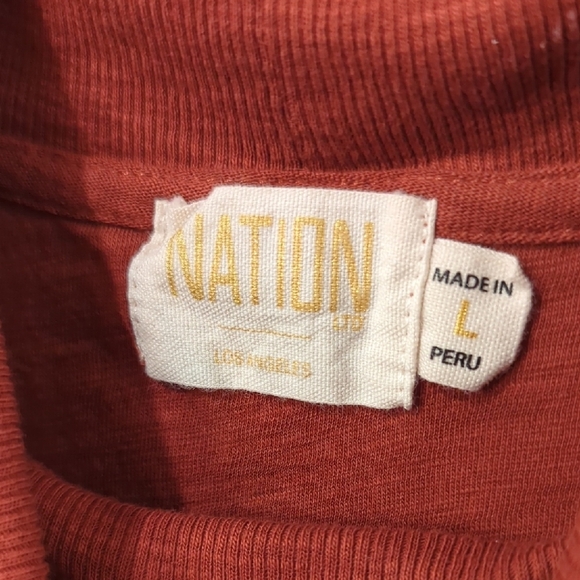 NATION
LTD
LOS ANGELES
MADE IN
L
PERU